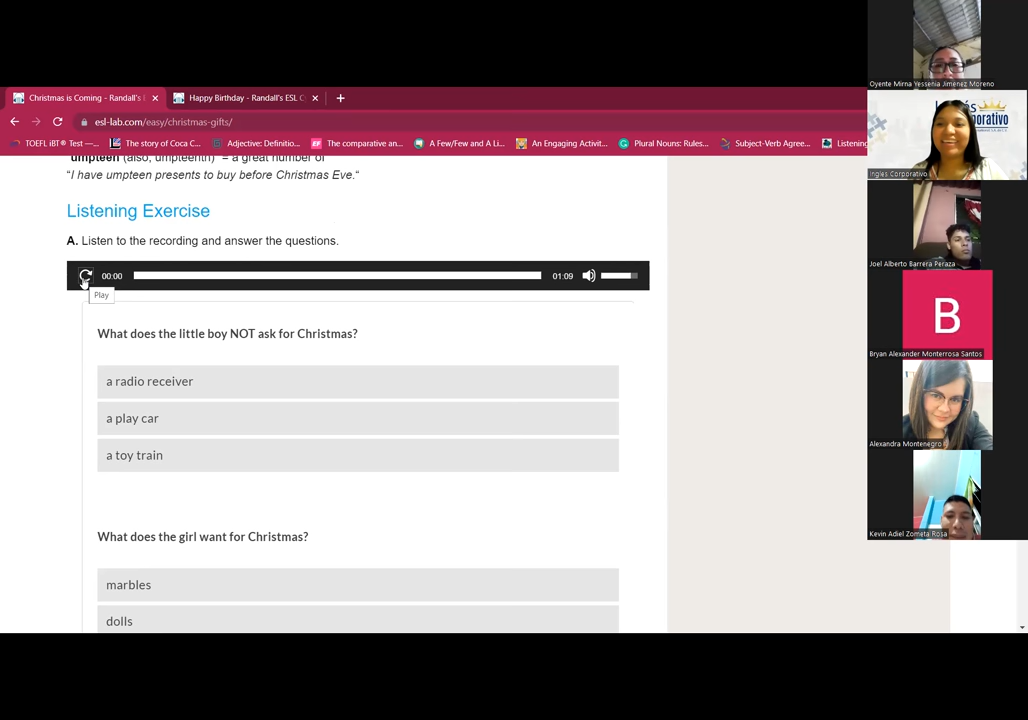 Christmas is Coming - Randall's E
Happy Birthday - Randall's ESL C
esl-lab.com/easy/christmas-gifts/
TOEFL iBT® Test —...
The story of Coca C...
Adjective: Definitio...
The comparative an...
A Few/Few and A Li...
An Engaging Activit...
Plural Nouns: Rules...
Subject-Verb Agree...
Listening
umpteen (also, umpteenth) = a great number of
"I have umpteen presents to buy before Christmas Eve."
Listening Exercise
A. Listen to the recording and answer the questions.
00:00
01:09
Play
What does the little boy NOT ask for Christmas?
a radio receiver
a play car
a toy train
What does the girl want for Christmas?
marbles
dolls
Oyente Mirna Yessenia Jimenez Moreno
Ingles Corporativo
Joel Alberto Barrera Peraza
B
Bryan Alexander Monterrosa Santos
Alexandra Montenegro
Kevin Adiel Zometa Rosa